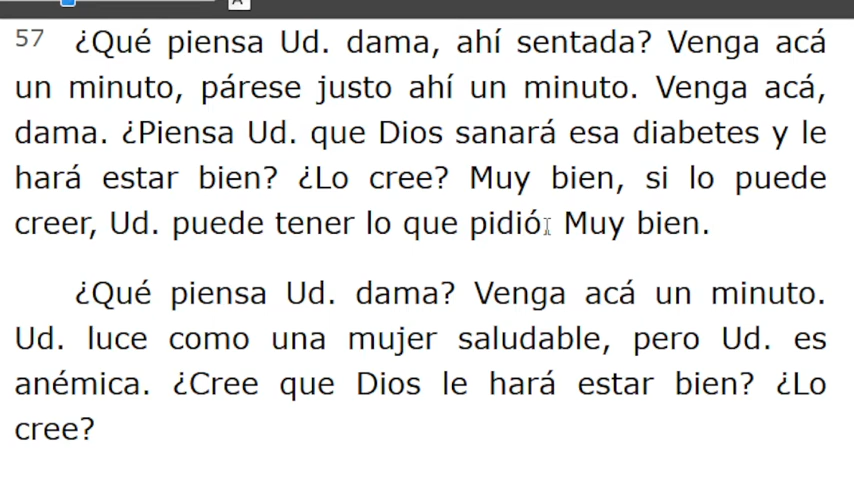 57 ¿Qué piensa Ud. dama, ahí sentada? Venga acá
un minuto, párese justo ahí un minuto. Venga acá,
dama. ¿Piensa Ud. que Dios sanará esa diabetes y le
hará estar bien? ¿Lo cree? Muy bien, si lo puede
creer, Ud. puede tener lo que pidió. Muy bien.
¿Qué piensa Ud. dama? Venga acá un minuto.
Ud. luce como una mujer saludable, pero Ud. es
anémica. ¿Cree que Dios le hará estar bien? ¿Lo
cree?